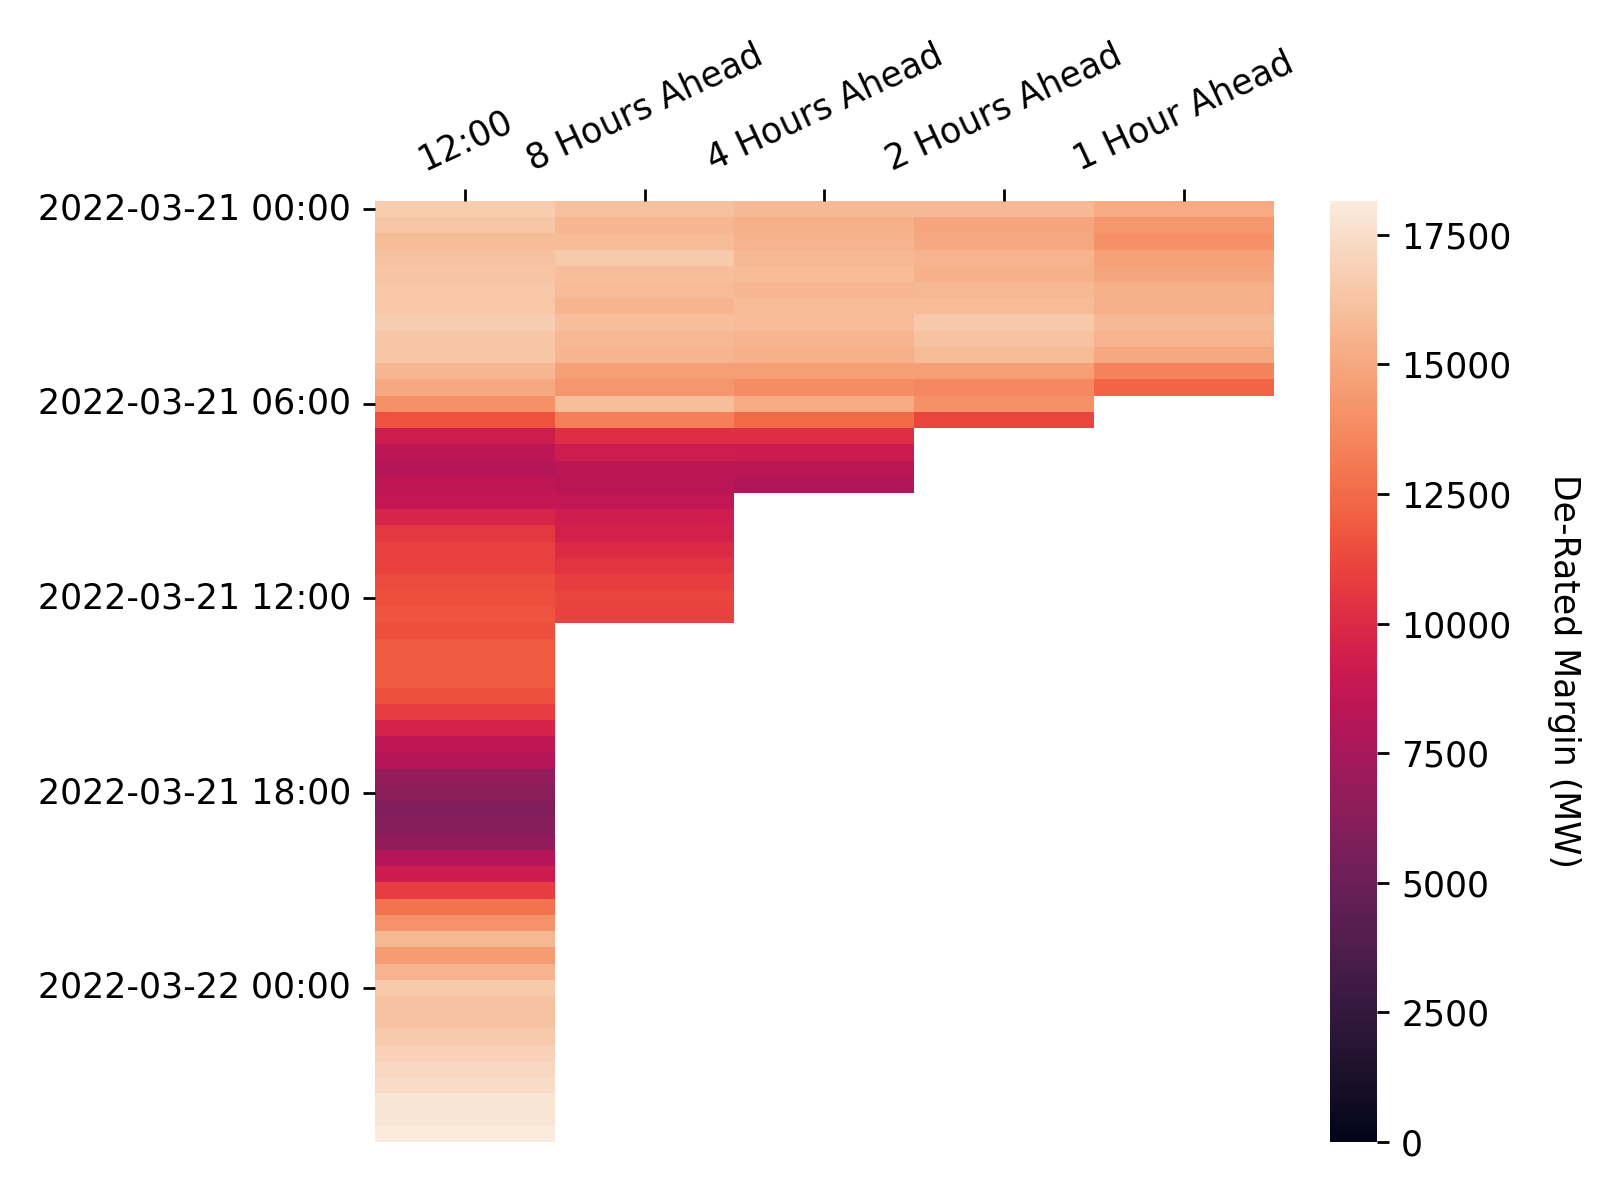 12:00
8 Hours Ahead
4 Hours Ahead
2 Hours Ahead
1 Hour Ahead
2022-03-21 00:00
2022-03-21 06:00
2022-03-21 12:00
2022-03-21 18:00
2022-03-22 00:00
17500
15000
12500
10000
7500
5000
2500
0
De-Rated Margin (MW)